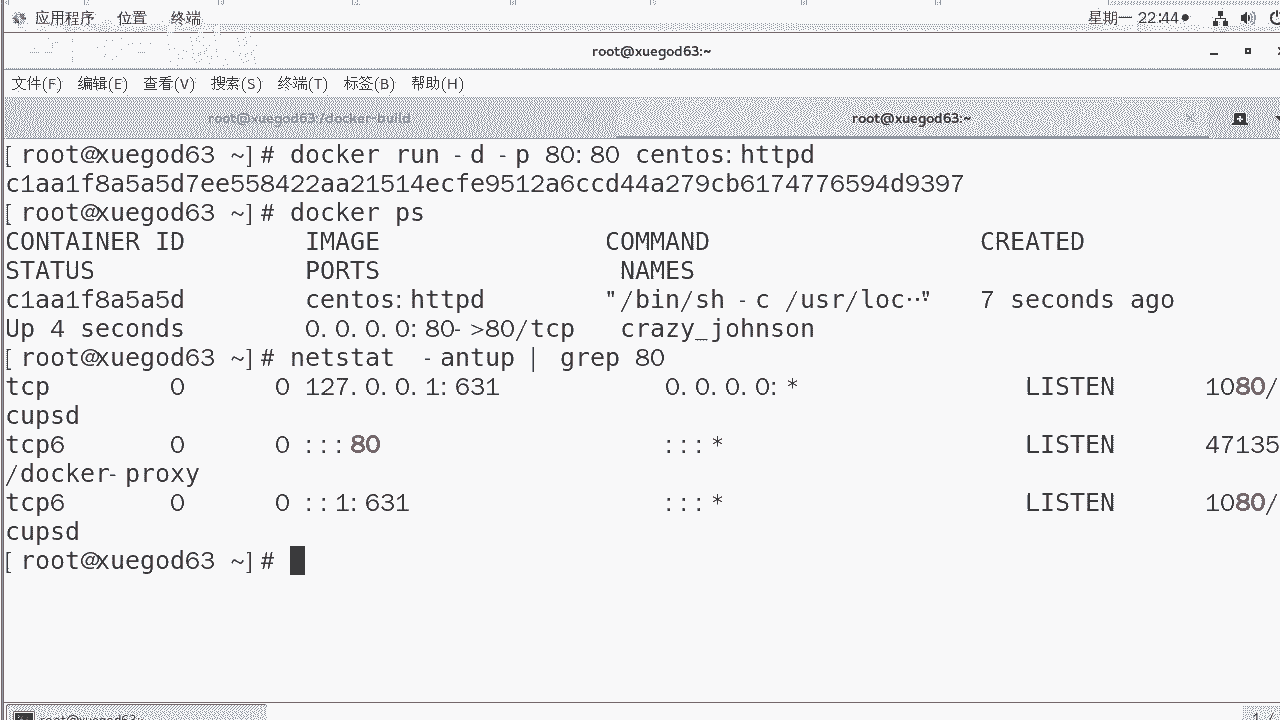 应用程序 位置 终端 星期一 22:44
root@xuegod63:~
文件(F) 编辑(E) 查看(V) 搜索(S) 终端(T) 标签(B) 帮助(H)
root@xuegod63:/docker-build root@xuegod63:~
[root@xuegod63 ~]# docker run -d -p 80:80 centos:httpd
c1aa1f8a5a5d7ee558422aa21514ecfe9512a6ccd44a279cb6174776594d9397
[root@xuegod63 ~]# docker ps
CONTAINER ID IMAGE COMMAND CREATED
STATUS PORTS NAMES
c1aa1f8a5a5d centos:httpd "/bin/sh -c /usr/loc…" 7 seconds ago
Up 4 seconds 0.0.0.0:80->80/tcp crazy_johnson
[root@xuegod63 ~]# netstat -antup | grep 80
tcp 0 0 127.0.0.1:631 0.0.0.0:* LISTEN 1080/
cupsd
tcp6 0 0 :::80 :::* LISTEN 47135
/docker-proxy
tcp6 0 0 ::1:631 :::* LISTEN 1080/
cupsd
[root@xuegod63 ~]#
root@xuegod63:~